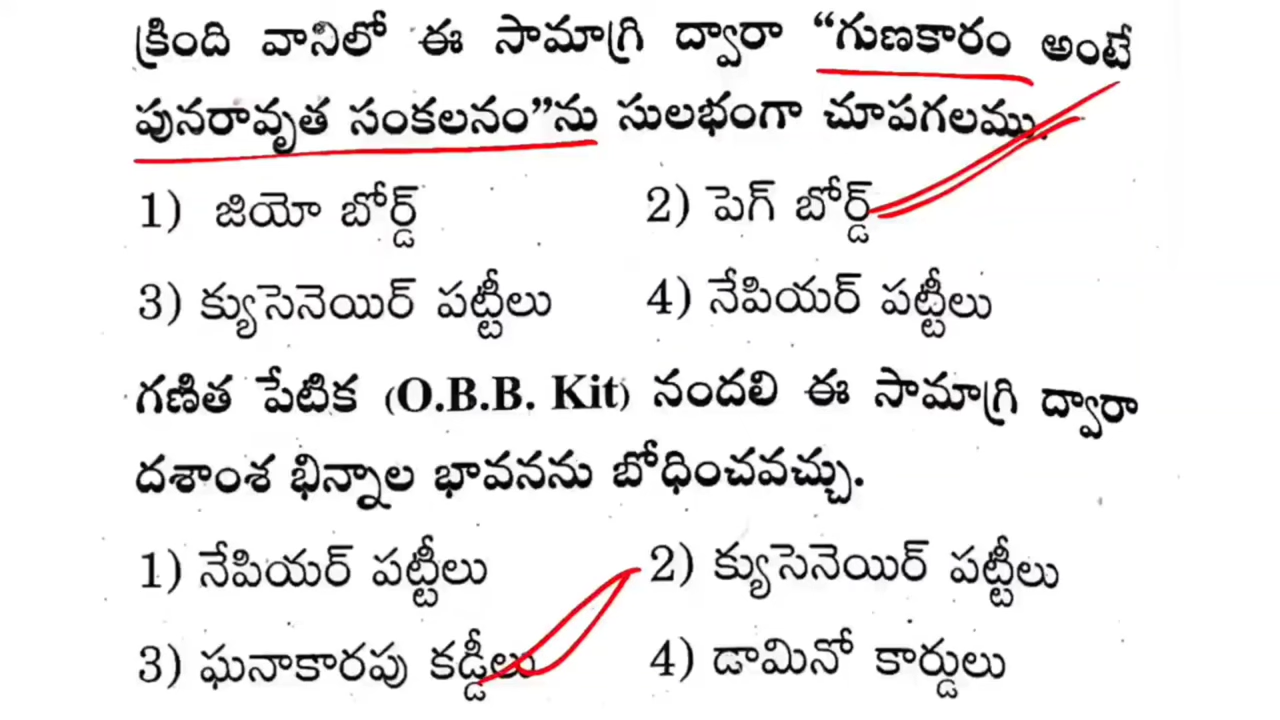 క్రింది వానిలో ఈ సామాగ్రి ద్వారా “గుణకారం అంటే
పునరావృత సంకలనం”ను సులభంగా చూపగలము.
1) జియో బోర్డ్ 2) పెగ్ బోర్డ్
3) క్యుసెనెయిర్ పట్టీలు 4) నేపియర్ పట్టీలు
గణిత పేటిక (O.B.B. Kit) నందలి ఈ సామాగ్రి ద్వారా
దశాంశ భిన్నాల భావనను బోధించవచ్చు.
1) నేపియర్ పట్టీలు 2) క్యుసెనెయిర్ పట్టీలు
3) ఘనాకారపు కడ్డీలు 4) డామినో కార్డులు